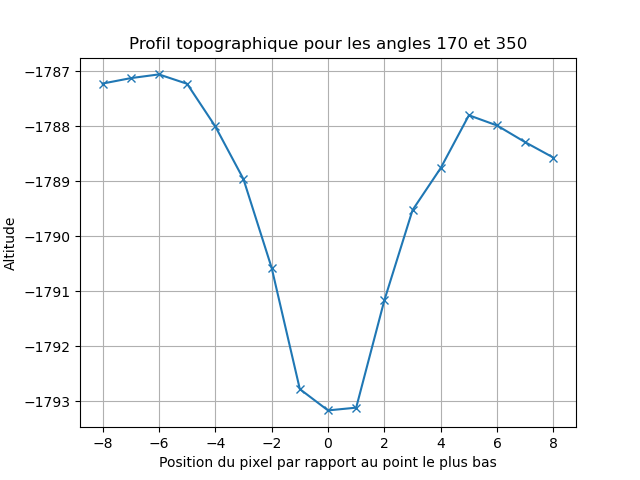 Profil topographique pour les angles 170 et 350
−1787
−1788
−1789
−1790
−1791
−1792
−1793
Altitude
−8 −6 −4 −2 0 2 4 6 8
Position du pixel par rapport au point le plus bas